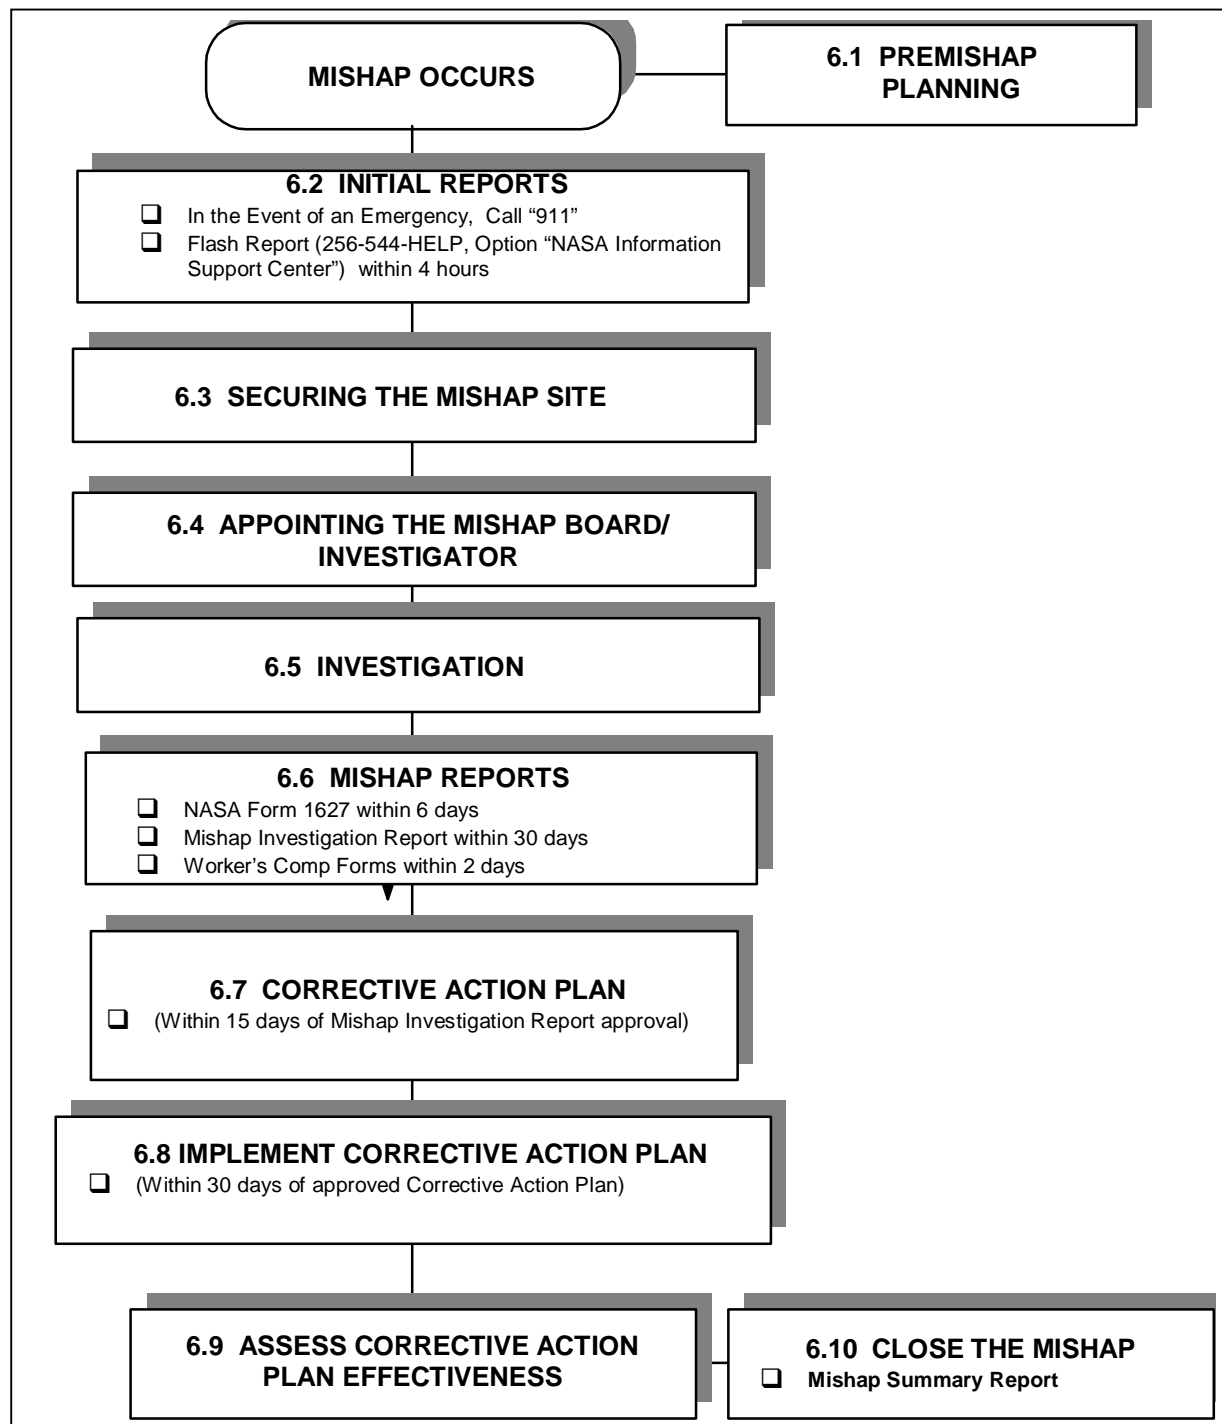 MISHAP OCCURS
6.1 PREMISHAP
PLANNING
6.2 INITIAL REPORTS
❑ In the Event of an Emergency, Call “911”
❑ Flash Report (256-544-HELP, Option “NASA Information
Support Center”) within 4 hours
6.3 SECURING THE MISHAP SITE
6.4 APPOINTING THE MISHAP BOARD/
INVESTIGATOR
6.5 INVESTIGATION
6.6 MISHAP REPORTS
❑ NASA Form 1627 within 6 days
❑ Mishap Investigation Report within 30 days
❑ Worker’s Comp Forms within 2 days
6.7 CORRECTIVE ACTION PLAN
❑ (Within 15 days of Mishap Investigation Report approval)
6.8 IMPLEMENT CORRECTIVE ACTION PLAN
❑ (Within 30 days of approved Corrective Action Plan)
6.9 ASSESS CORRECTIVE ACTION
PLAN EFFECTIVENESS
6.10 CLOSE THE MISHAP
❑ Mishap Summary Report